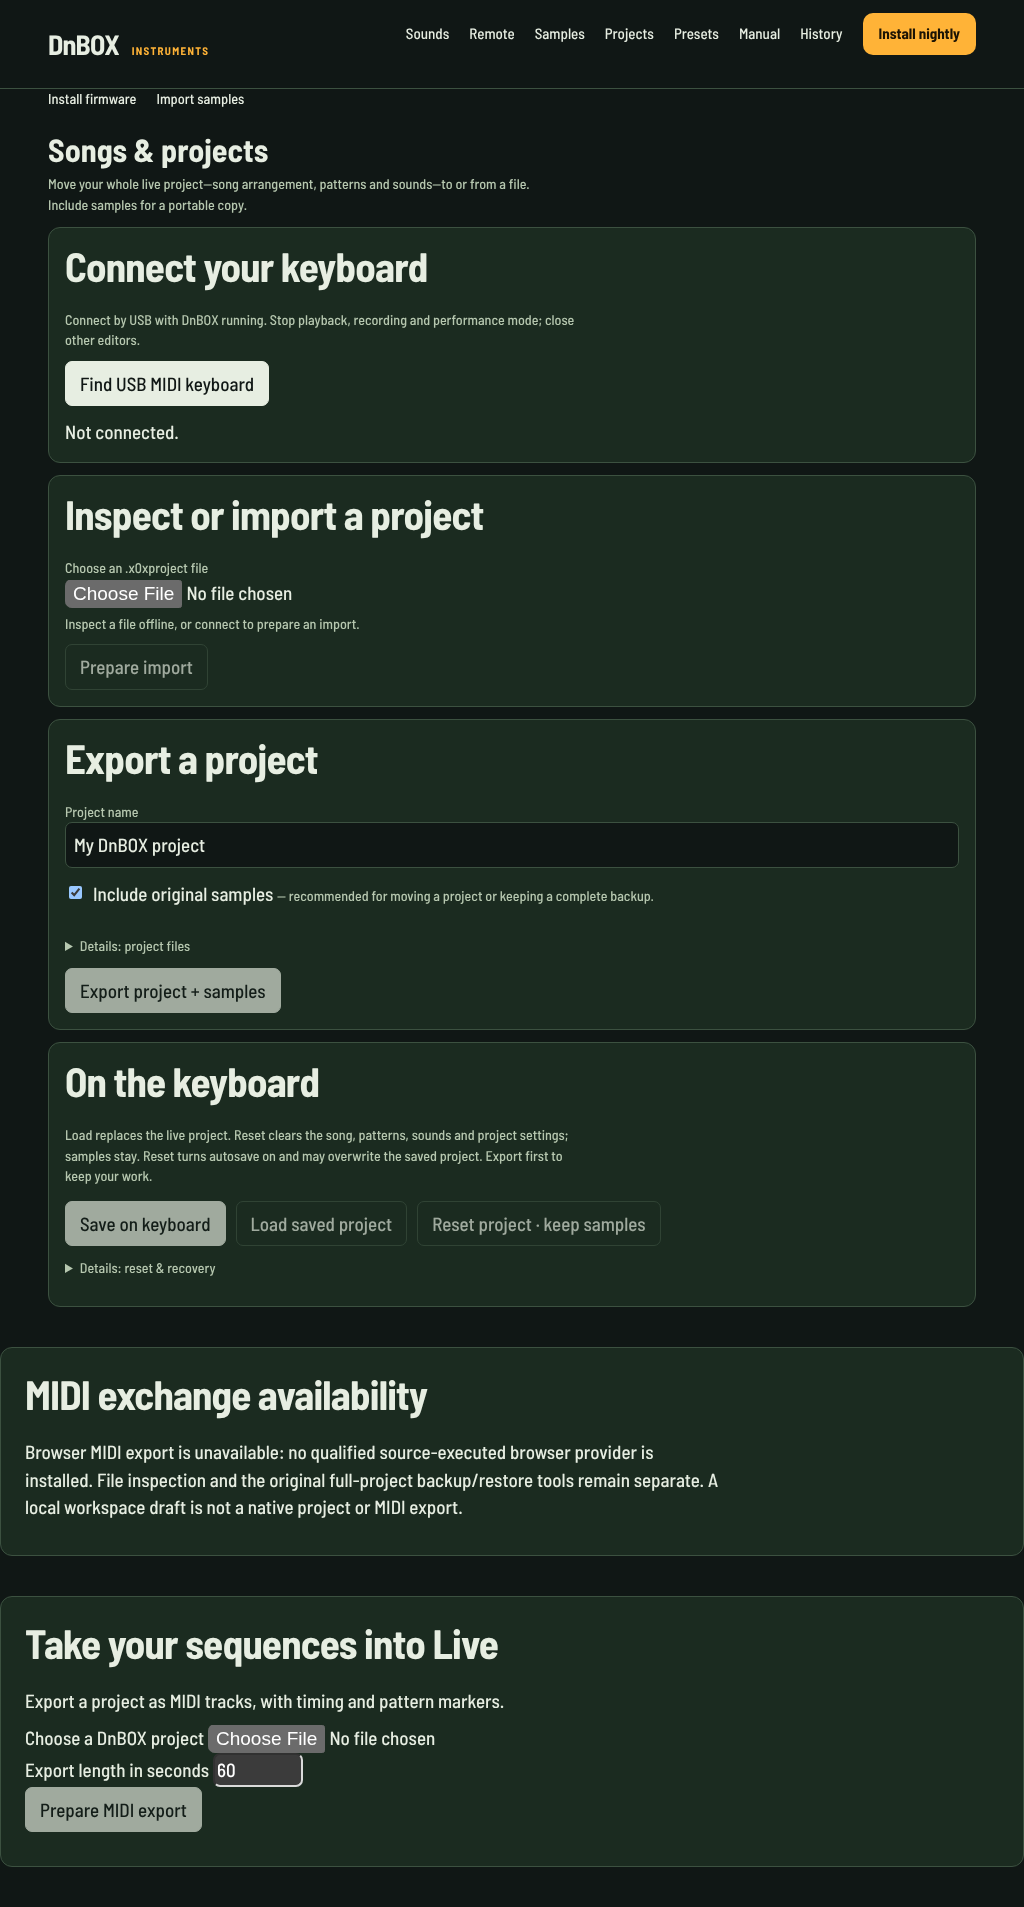 DnBOX INSTRUMENTS
Sounds Remote Samples Projects Presets Manual History Install nightly
Install firmware Import samples
Songs & projects
Move your whole live project—song arrangement, patterns and sounds—to or from a file.
Include samples for a portable copy.
Connect your keyboard
Connect by USB with DnBOX running. Stop playback, recording and performance mode; close
other editors.
Find USB MIDI keyboard
Not connected.
Inspect or import a project
Choose an .x0xproject file
Choose File No file chosen
Inspect a file offline, or connect to prepare an import.
Prepare import
Export a project
Project name
My DnBOX project
Include original samples — recommended for moving a project or keeping a complete backup.
Details: project files
Export project + samples
On the keyboard
Load replaces the live project. Reset clears the song, patterns, sounds and project settings;
samples stay. Reset turns autosave on and may overwrite the saved project. Export first to
keep your work.
Save on keyboard Load saved project Reset project · keep samples
Details: reset & recovery
MIDI exchange availability
Browser MIDI export is unavailable: no qualified source-executed browser provider is
installed. File inspection and the original full-project backup/restore tools remain separate. A
local workspace draft is not a native project or MIDI export.
Take your sequences into Live
Export a project as MIDI tracks, with timing and pattern markers.
Choose a DnBOX project Choose File No file chosen
Export length in seconds 60
Prepare MIDI export